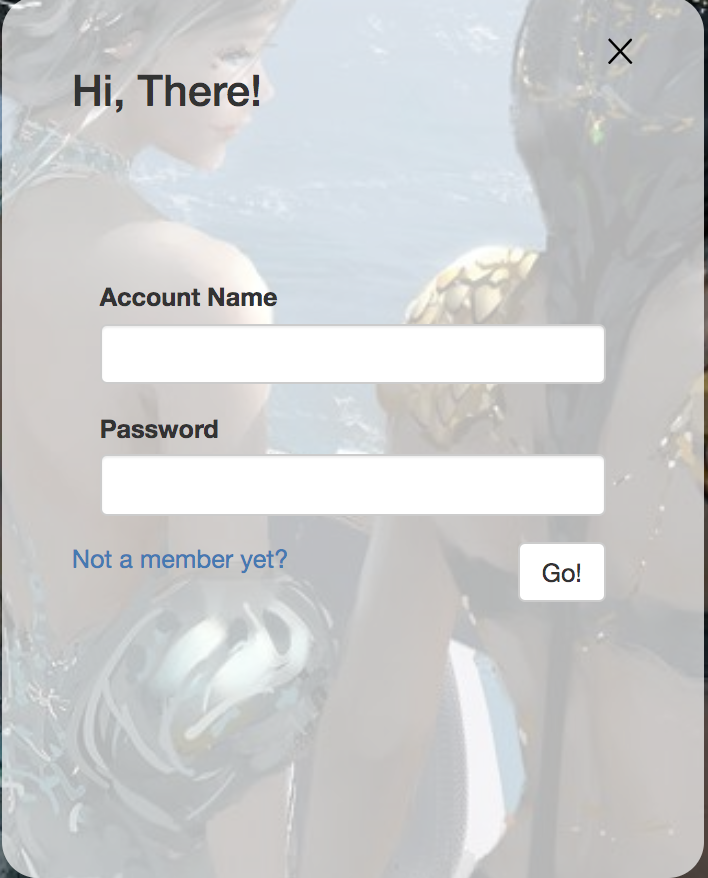 Hi, There!
Account Name
Password
Not a member yet?
Go!